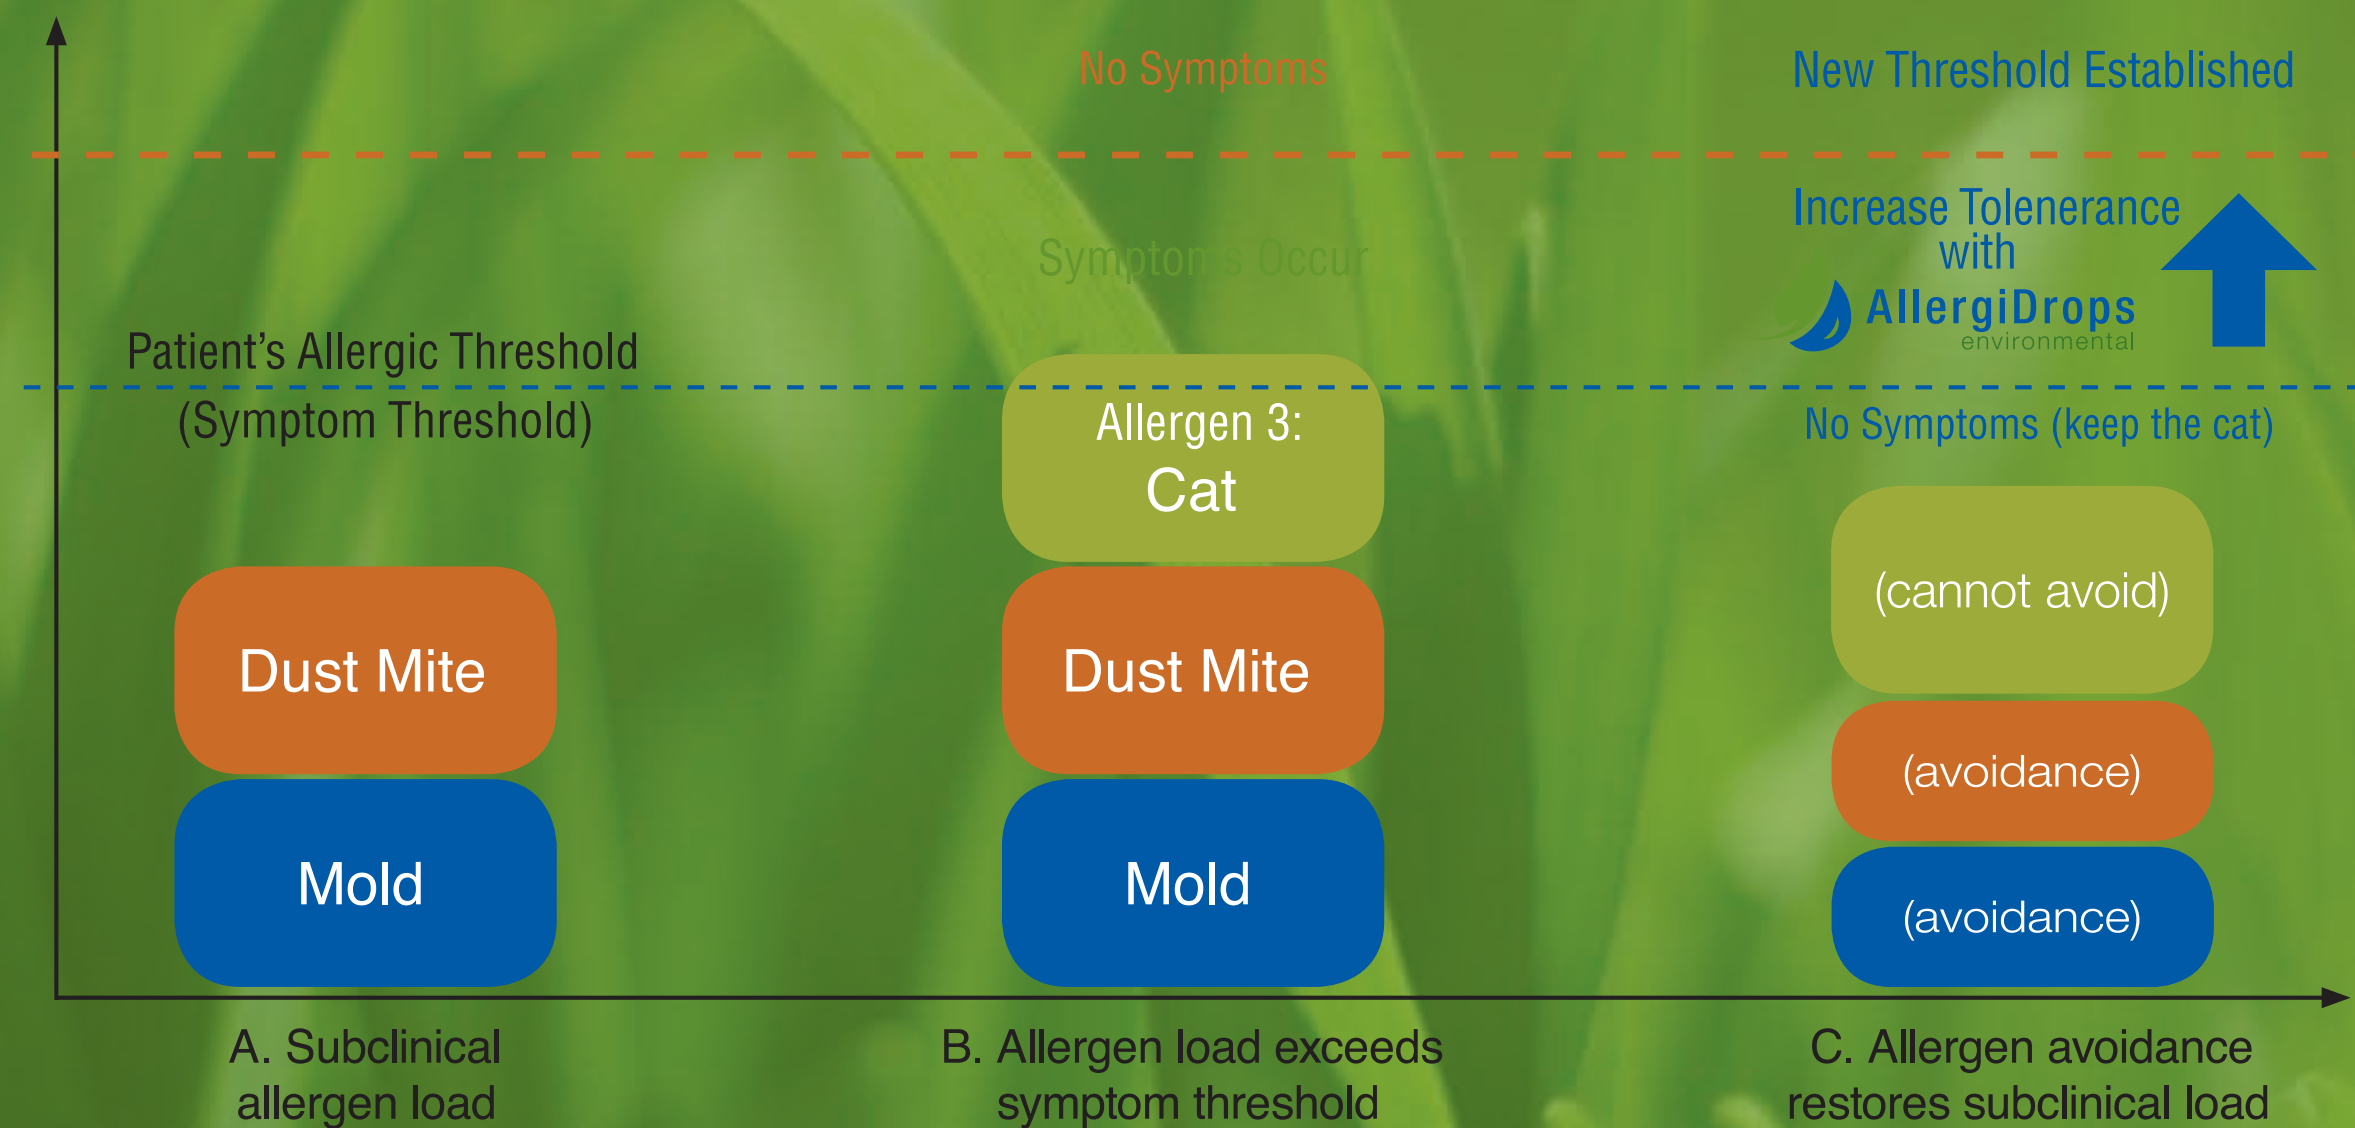 No Symptoms
New Threshold Established
Increase Tolenerance
with
AllergiDrops
environmental
Symptoms Occur
Patient's Allergic Threshold
(Symptom Threshold)
No Symptoms (keep the cat)
Allergen 3:
Cat
Dust Mite
Mold
Dust Mite
Mold
(cannot avoid)
(avoidance)
(avoidance)
A. Subclinical
allergen load
B. Allergen load exceeds
symptom threshold
C. Allergen avoidance
restores subclinical load